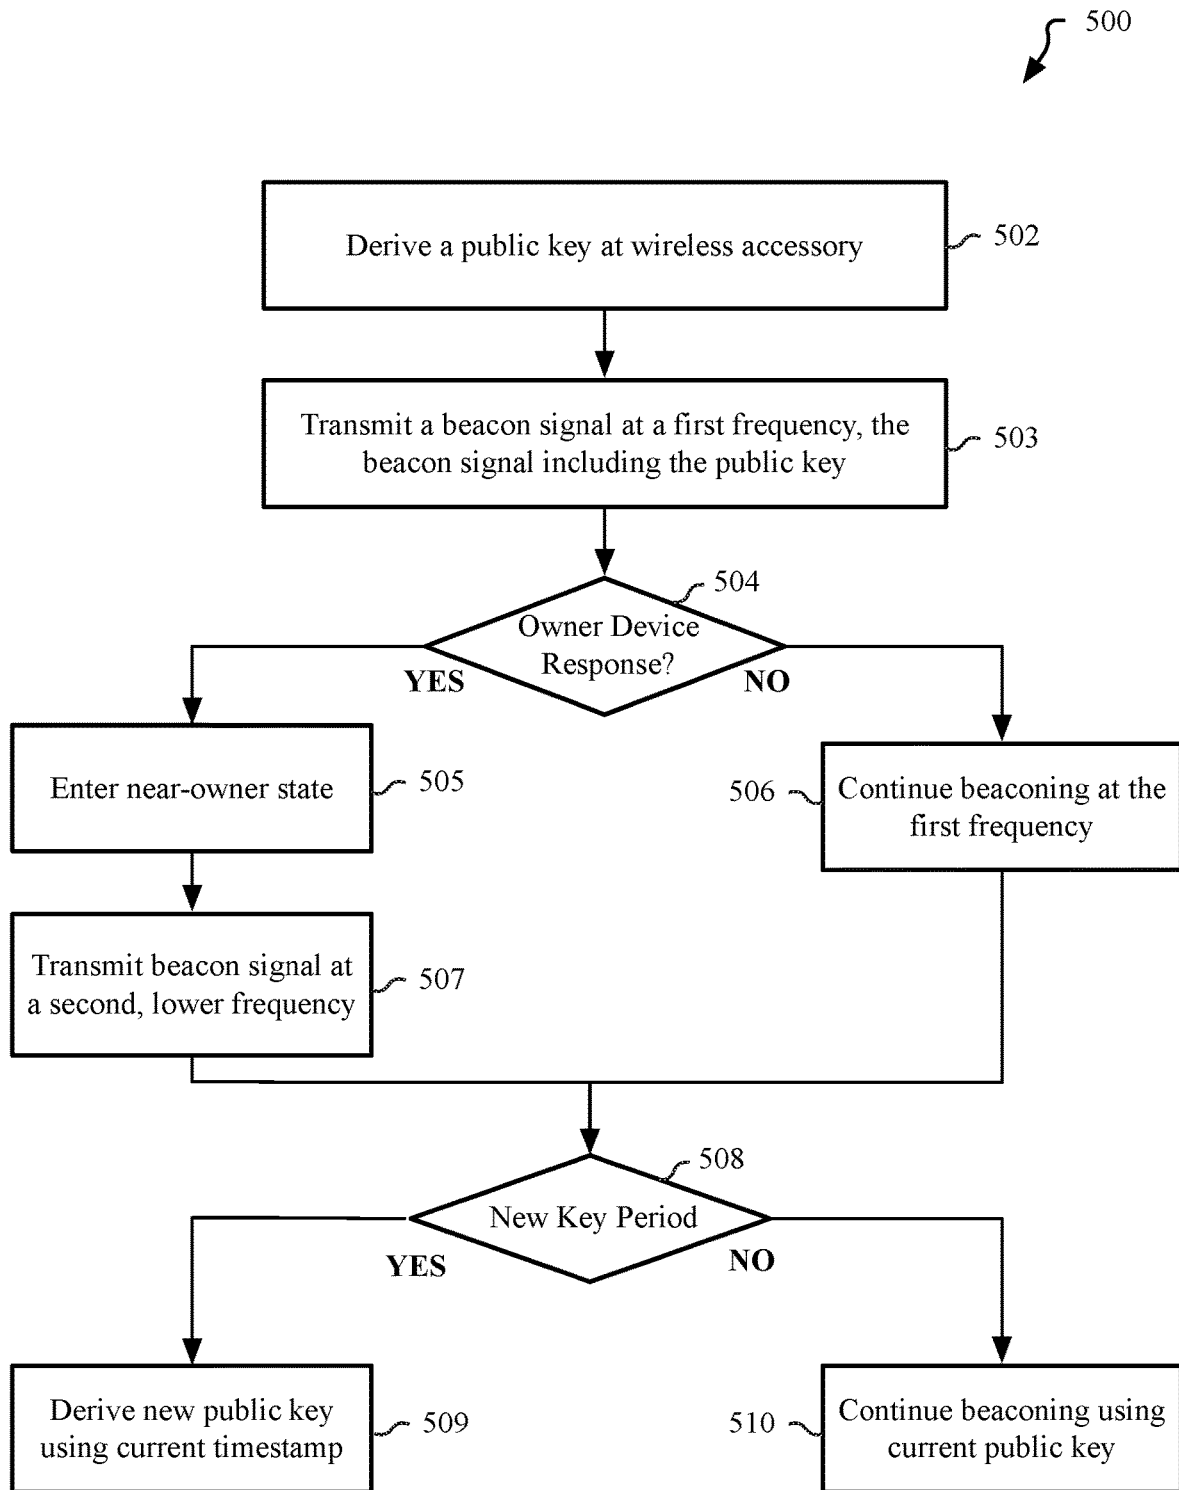 500
Derive a public key at wireless accessory
502
Transmit a beacon signal at a first frequency, the
beacon signal including the public key
503
504
Owner Device
Response?
YES
NO
Enter near-owner state
505
506
Continue beaconing at the
first frequency
Transmit beacon signal at
a second, lower frequency
507
508
New Key Period
YES
NO
Derive new public key
using current timestamp
509
510
Continue beaconing using
current public key